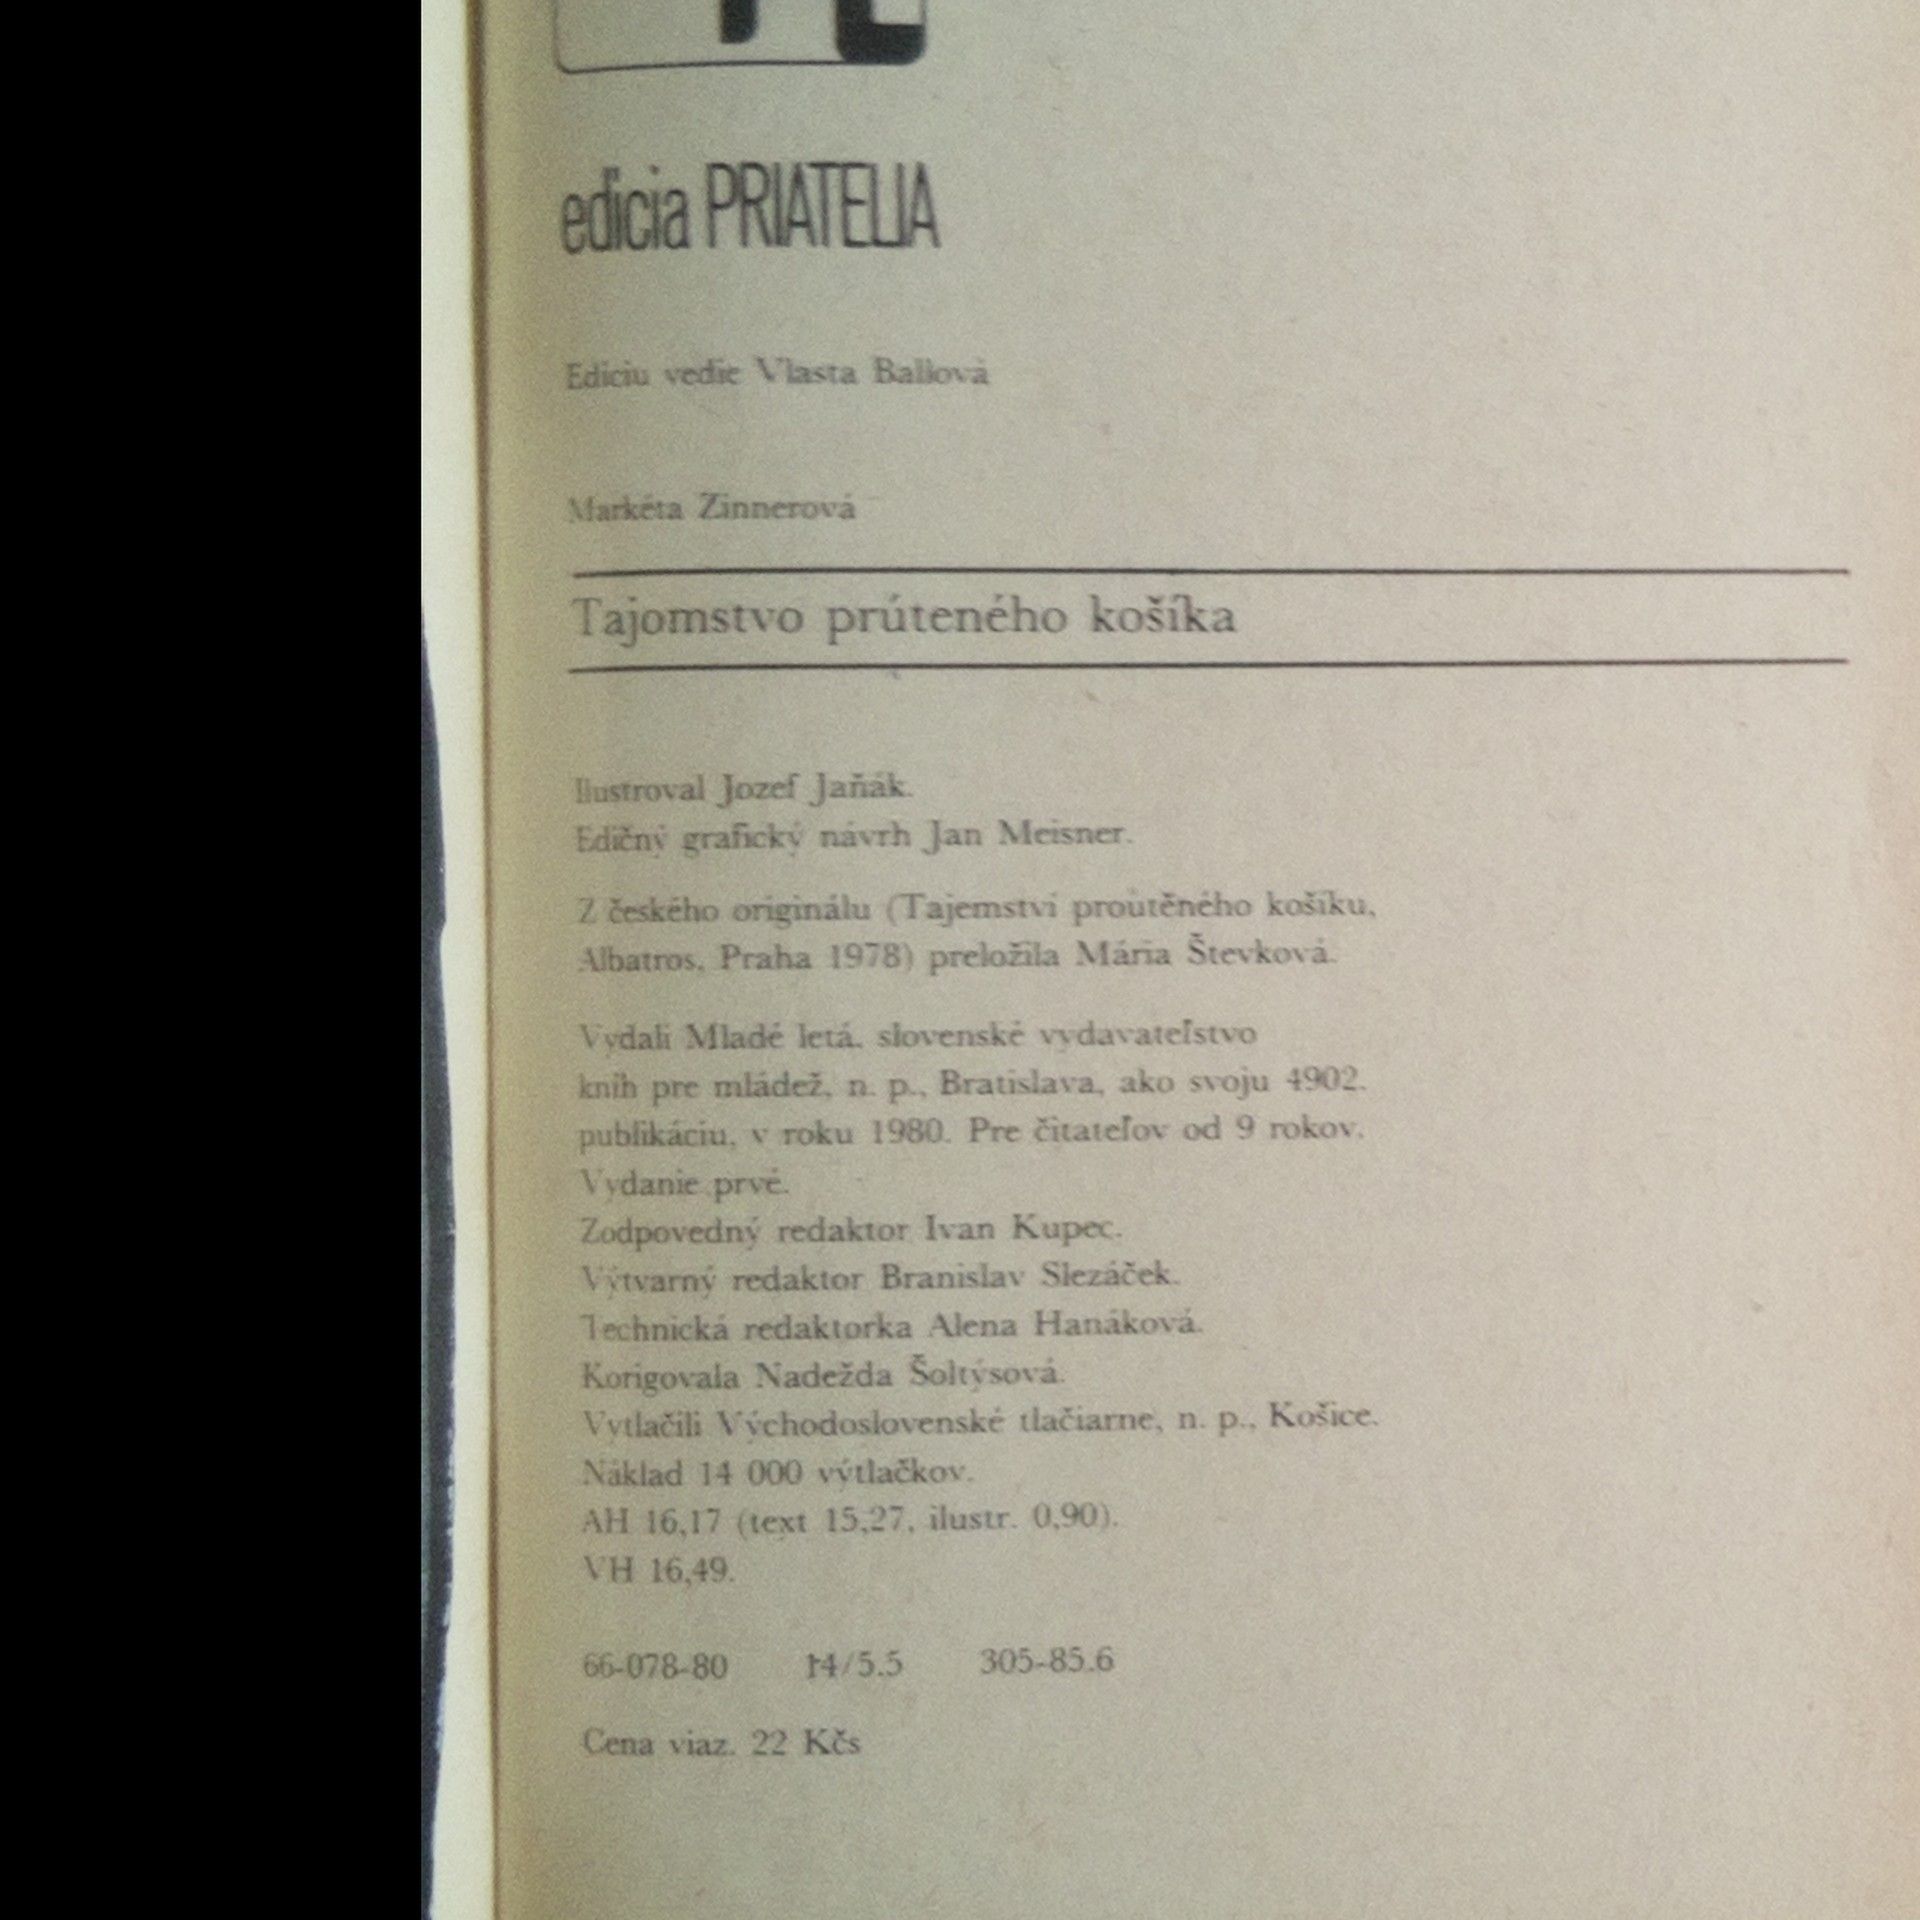 edícia PRIATELIA
Edíciu vedie Vlasta Ballová
Markéta Zinnerová
Tajomstvo prúteného košíka
Ilustroval Jozef Jaňák.
Edičný grafický návrh Jan Meisner.
Z českého originálu (Tajemství proutěného košíku,
Albatros, Praha 1978) preložila Mária Števková.
Vydali Mladé letá, slovenské vydavateľstvo
kníh pre mládež, n. p., Bratislava, ako svoju 4902.
publikáciu, v roku 1980. Pre čitateľov od 9 rokov.
Vydanie prvé.
Zodpovedný redaktor Ivan Kupec.
Výtvarný redaktor Branislav Slezáček.
Technická redaktorka Alena Hanáková.
Korigovala Nadežda Šoltýsová.
Vytlačili Východoslovenské tlačiarne, n. p., Košice.
Náklad 14 000 výtlačkov.
AH 16,17 (text 15,27, ilustr. 0,90).
VH 16,49.
66-078-80 14/5.5 305-85.6
Cena viaz. 22 Kčs